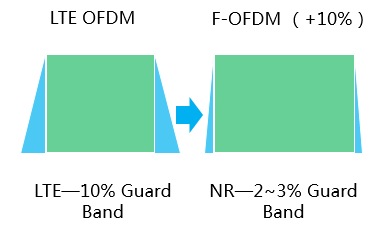 LTE OFDM
F-OFDM （+10%）
LTE—10% Guard
Band
NR—2~3% Guard
Band